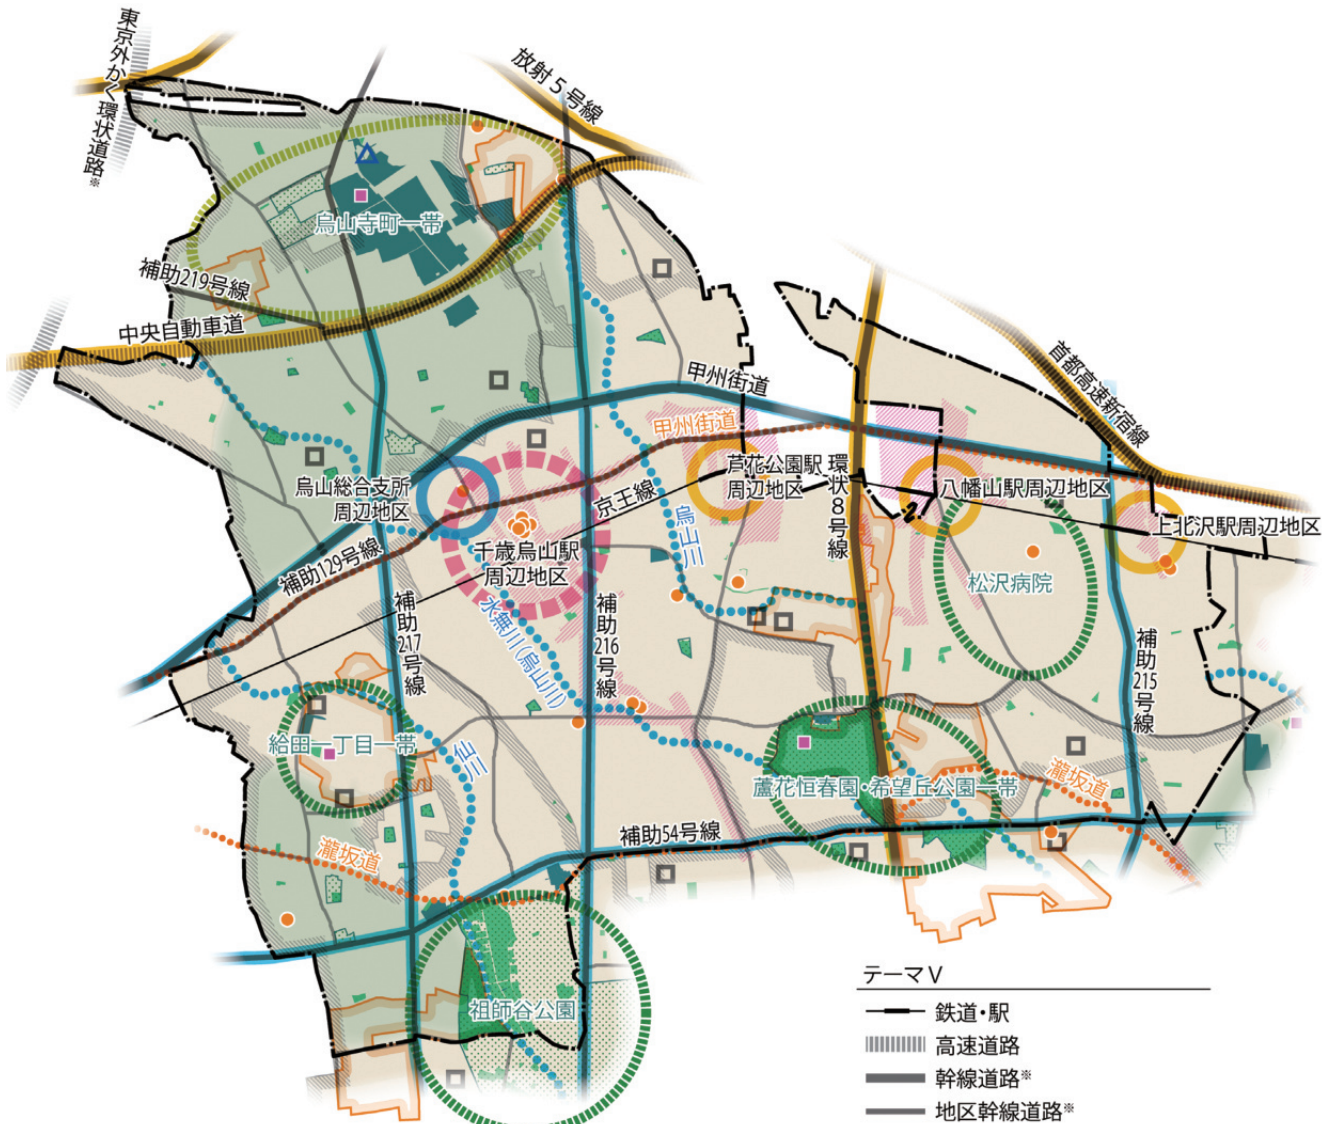 東京外かく環状道路※
放射5号線
烏山寺町一帯
補助219号線
中央自動車道
首都高速新宿線
甲州街道
甲州街道
芦花公園駅
周辺地区
環状8号線
八幡山駅周辺地区
上北沢駅周辺地区
烏山総合支所
周辺地区
京王線
烏山川
千歳烏山駅
周辺地区
補助129号線
松沢病院
補助217号線
水無川(烏山川)
補助216号線
補助215号線
給田一丁目一帯
仙川
蘆花恒春園・希望丘公園一帯
瀧坂道
補助54号線
瀧坂道
祖師谷公園
テーマⅤ
鉄道・駅
高速道路
幹線道路※
地区幹線道路※